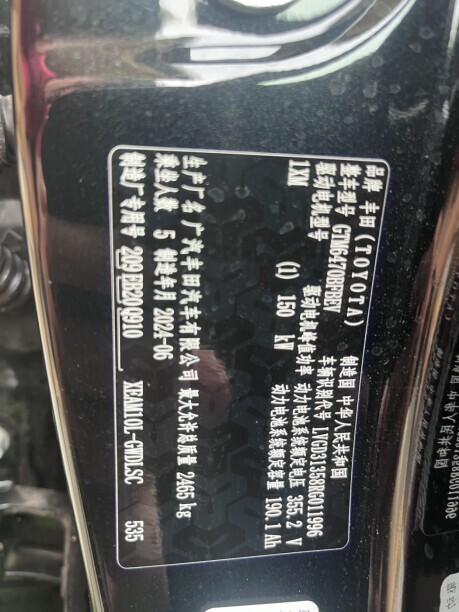 品牌 丰田(TOYOTA) 制造国 中华人民共和国
整车型号 GTM6470BPBEV 车辆识别代号 LVGD31358RG011996
驱动电机型号 驱动电机峰值功率 动力电池系统额定电压 355.2 V
1XM (1) 150 kW 动力电池系统额定容量 190.1 Ah
生产厂名 广汽丰田汽车有限公司 最大允许总质量 2465 kg
乘坐人数 5 制造年月 2024-06
制造厂专用号 XEAM10L-GWDLSC 535